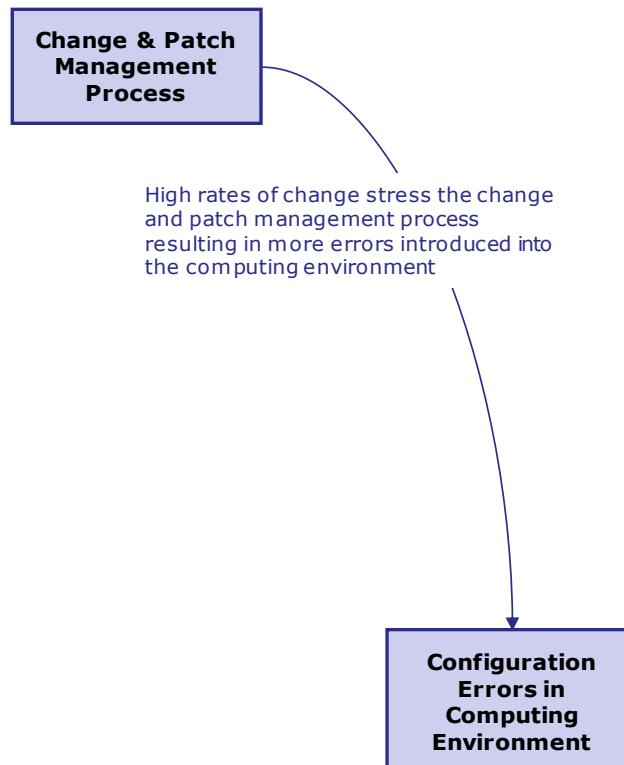 Change & Patch
Management
Process
High rates of change stress the change
and patch management process
resulting in more errors introduced into
the computing environment
Configuration
Errors in
Computing
Environment